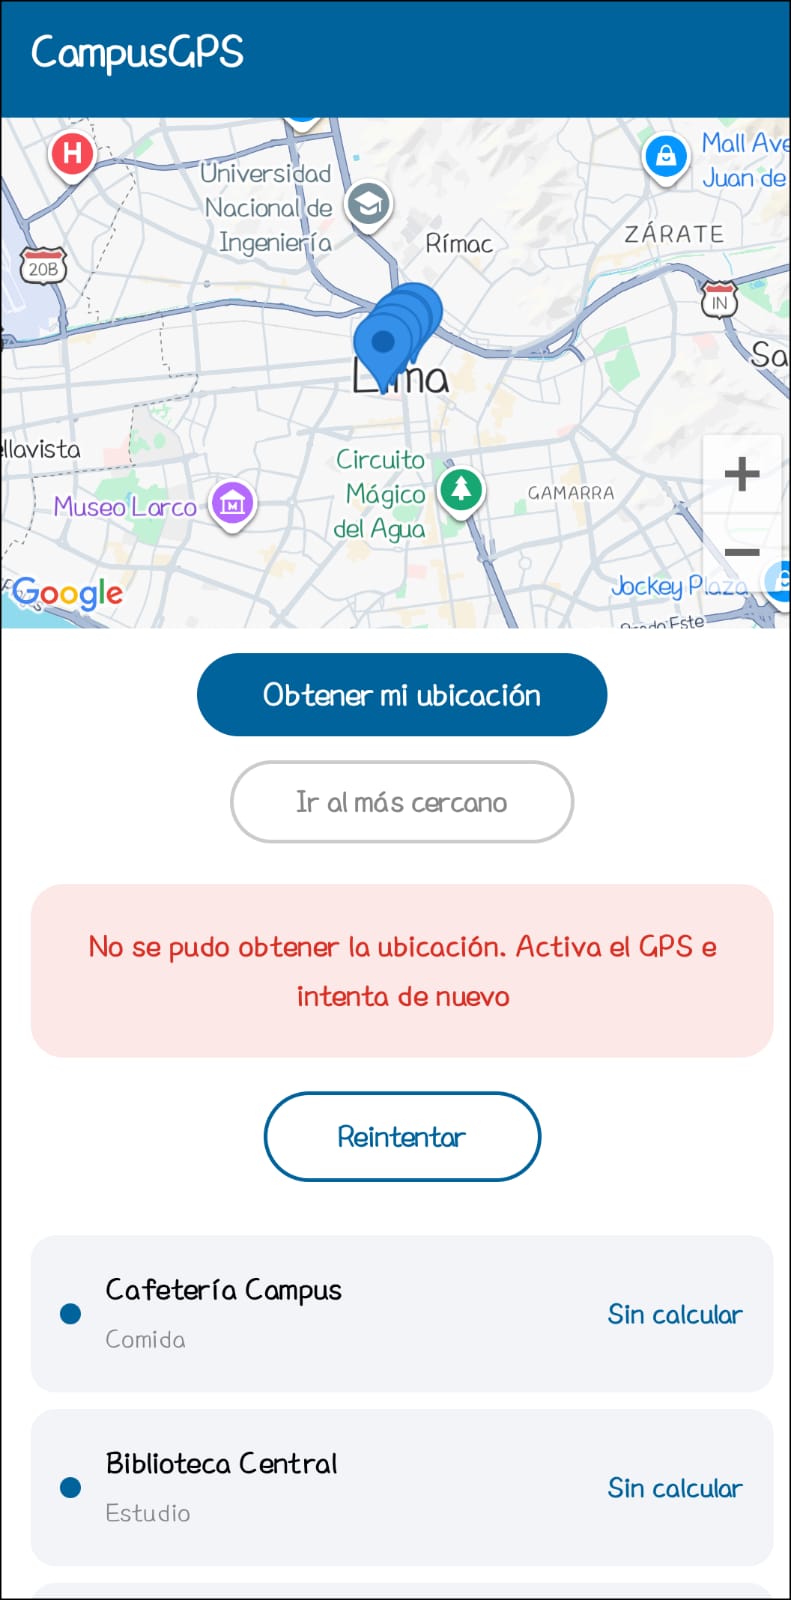 CampusGPS
H
Mall Ave
Juan de
Universidad
Nacional de
Ingeniería
Rímac
ZÁRATE
20B
IN
Sa
Lima
llavista
Circuito
Mágico
del Agua
GAMARRA
Museo Larco
M
+
−
Google
Jockey Plaza
Este
Obtener mi ubicación
Ir al más cercano
No se pudo obtener la ubicación. Activa el GPS e
intenta de nuevo
Reintentar
Cafetería Campus
Comida
Sin calcular
Biblioteca Central
Estudio
Sin calcular